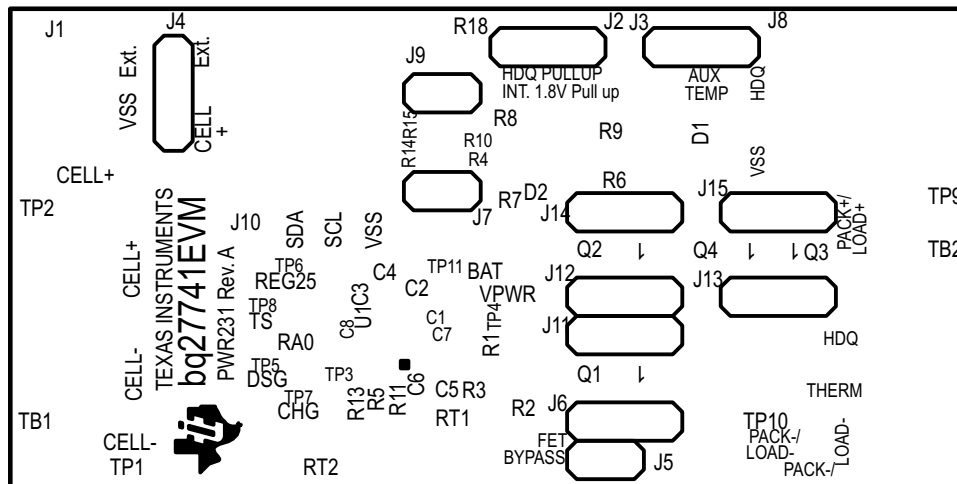 J1
J4
VSS Ext.
Ext.
CELL
+
R18
J2
J3
J8
J9
HDQ PULLUP
INT. 1.8V Pull up
AUX
TEMP
HDQ
R14R15
R8
R10
R4
R9
D1
VSS
CELL+
TP2
J10
SDA
SCL
VSS
J7
R7
D2
J14
R6
J15
PACK+/
LOAD+
TP9
TB2
CELL+
CELL-
TEXAS INSTRUMENTS
bq27741EVM
PWR231 Rev. A
TP6
REG25
TP8
TS
RA0
TP5
DSG
TP7
CHG
C4
C2
TP11
BAT
VPWR
C8
U1C3
C1
C7
R1
TP4
Q2
1
Q4
1
1
Q3
J12
J11
J13
HDQ
TP3
R13
R5
R11
C6
C5
R3
RT1
Q1
1
R2
J6
FET
BYPASS
J5
THERM
TP10
PACK-/
LOAD-
PACK-/
LOAD-
TB1
CELL-
TP1
RT2